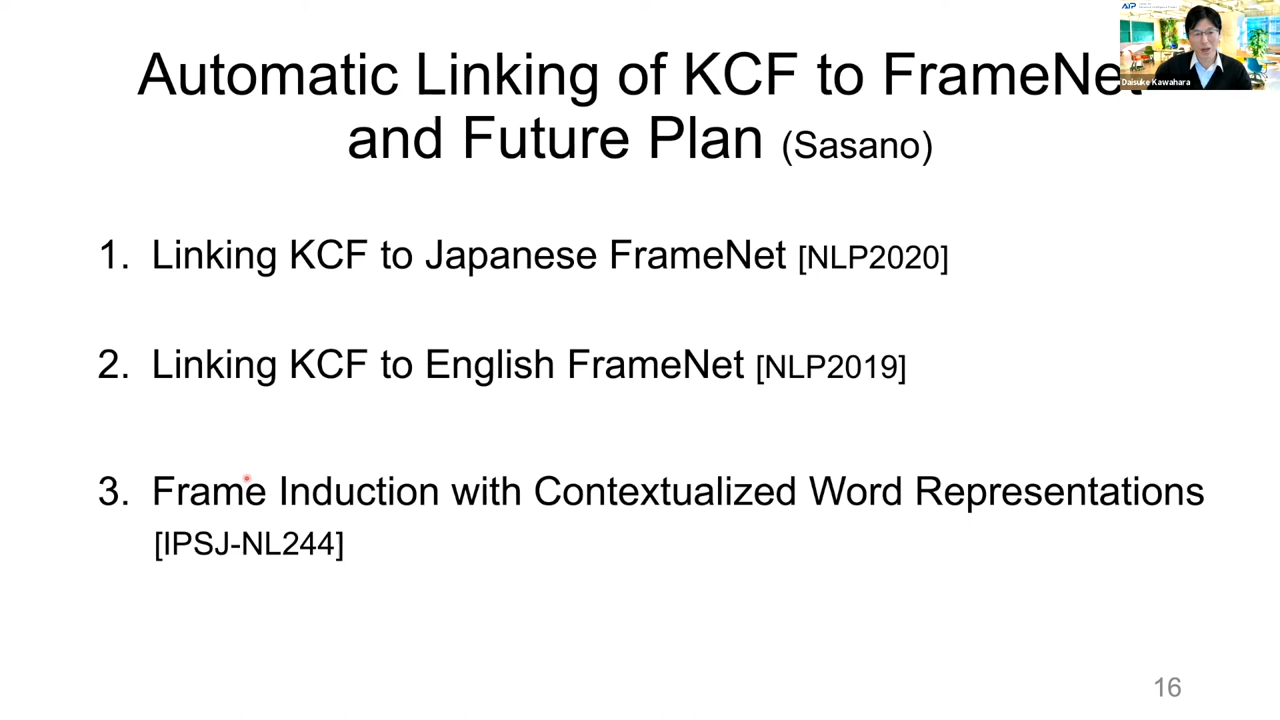 Automatic Linking of KCF to FrameNet
and Future Plan (Sasano)
AIP
Daisuke Kawahara
1. Linking KCF to Japanese FrameNet [NLP2020]
2. Linking KCF to English FrameNet [NLP2019]
3. Frame Induction with Contextualized Word Representations
[IPSJ-NL244]
16